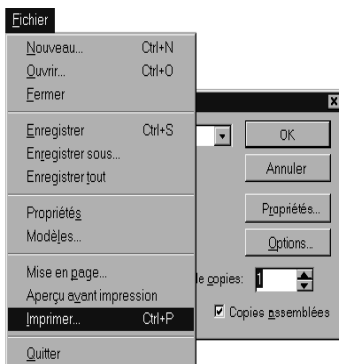 Fichier
Nouveau... Ctrl+N
Ouvrir... Ctrl+O
Fermer
Enregistrer Ctrl+S
Enregistrer sous...
Enregistrer tout
Propriétés
Modèles...
Mise en page...
Aperçu avant impression
Imprimer... Ctrl+P
Quitter
OK
Annuler
Propriétés...
Options...
de copies: 1
Copies assemblées